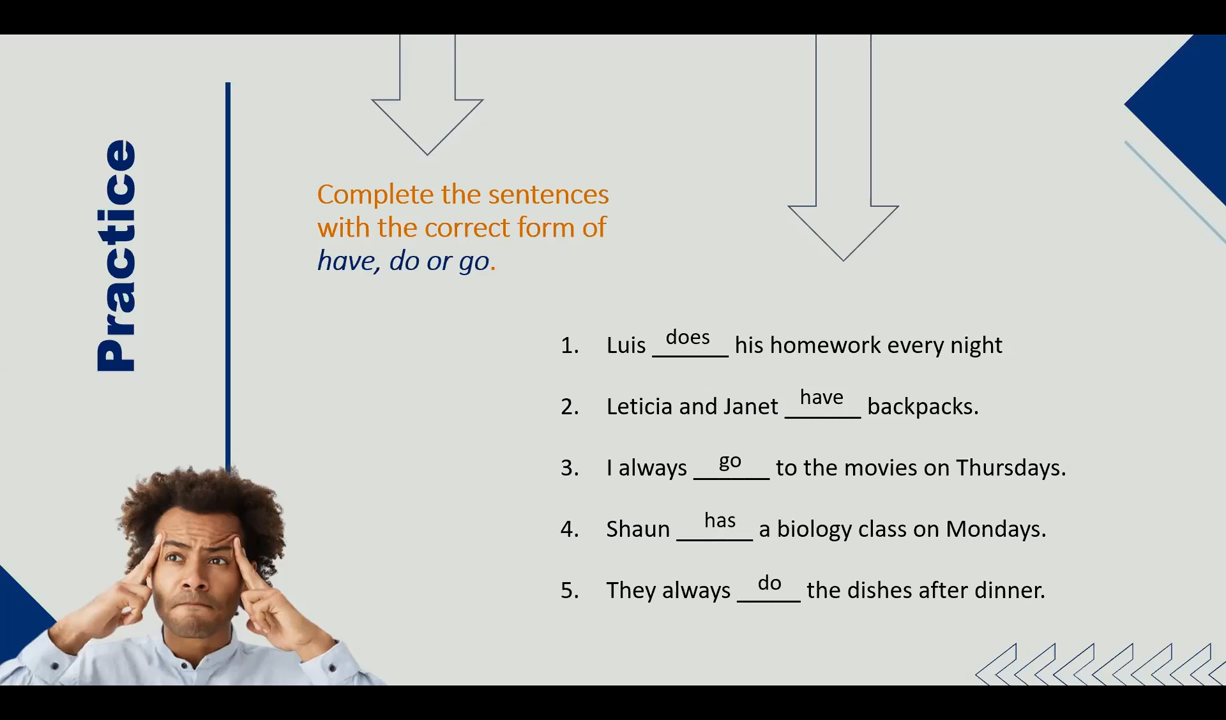 Practice
Complete the sentences
with the correct form of
have, do or go.
1. Luis does his homework every night
2. Leticia and Janet have backpacks.
3. I always go to the movies on Thursdays.
4. Shaun has a biology class on Mondays.
5. They always do the dishes after dinner.